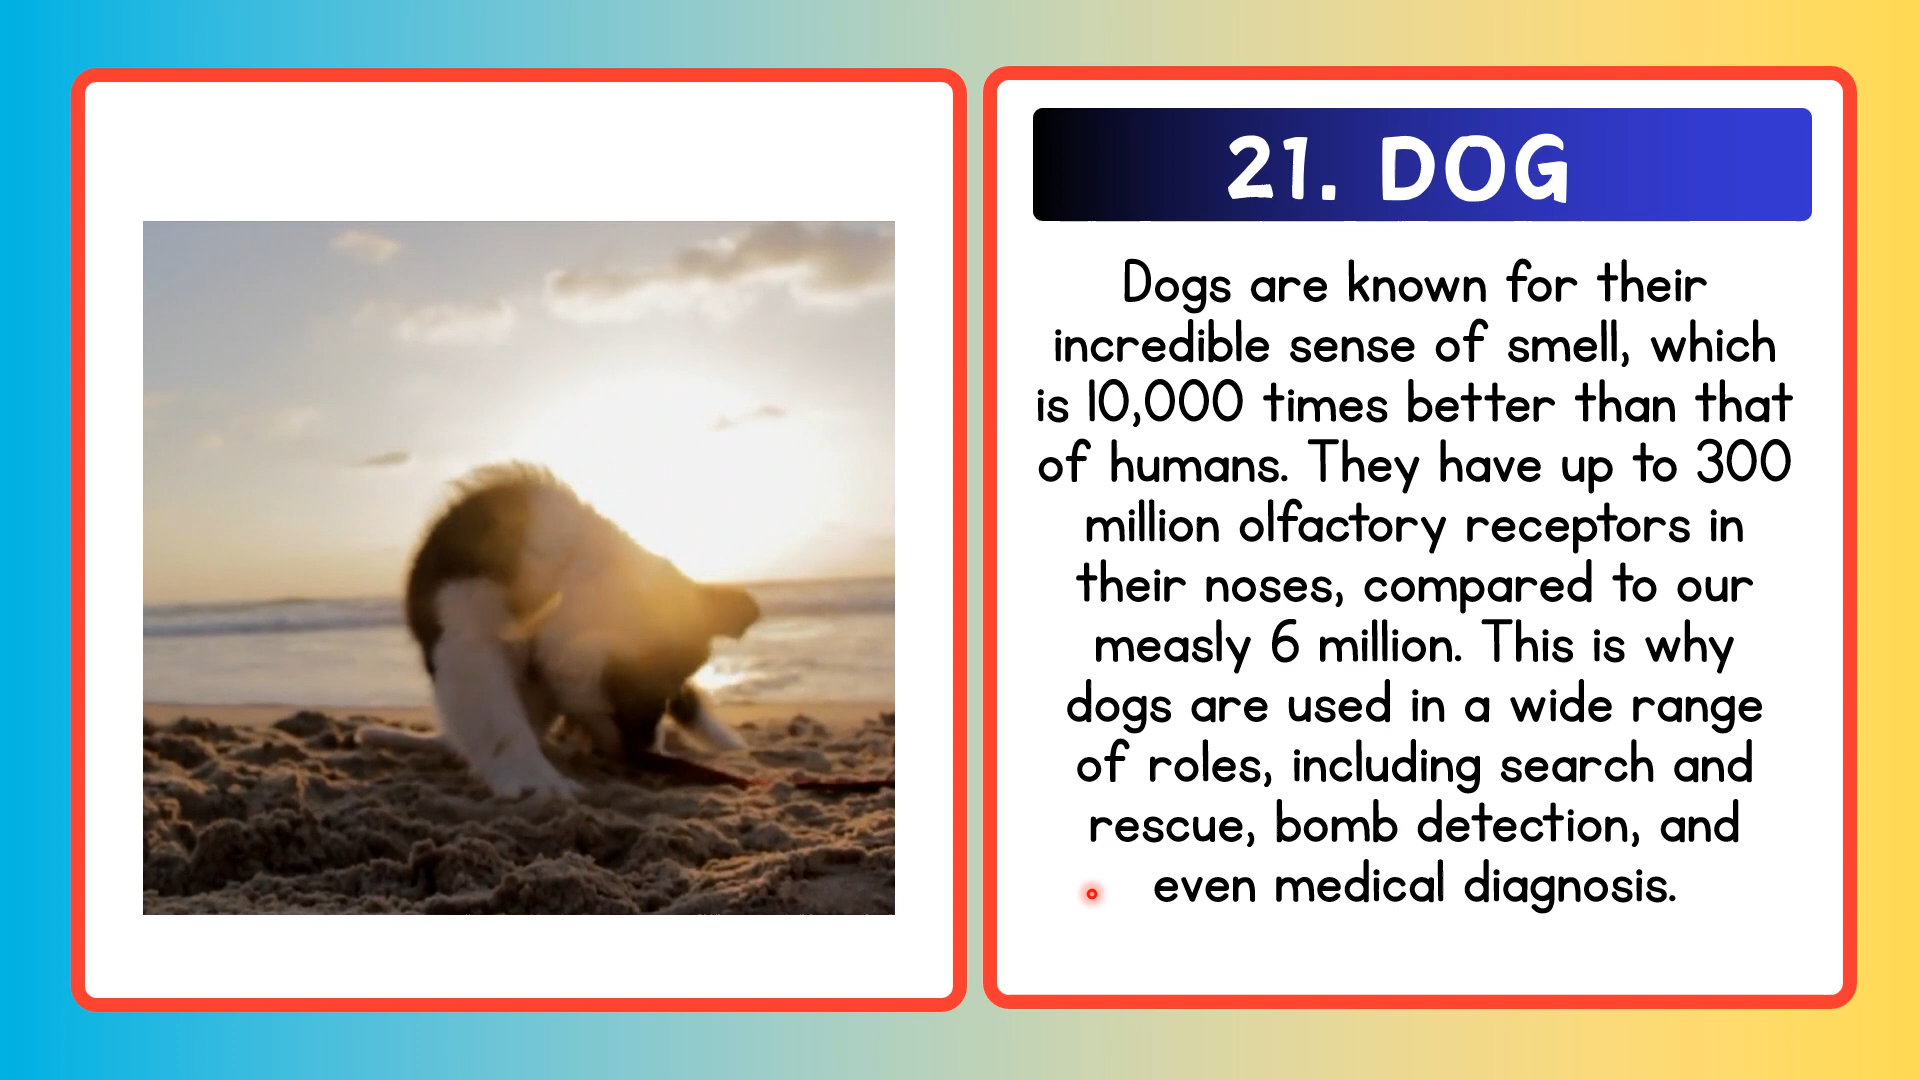 21. DOG
Dogs are known for their
incredible sense of smell, which
is 10,000 times better than that
of humans. They have up to 300
million olfactory receptors in
their noses, compared to our
measly 6 million. This is why
dogs are used in a wide range
of roles, including search and
rescue, bomb detection, and
even medical diagnosis.